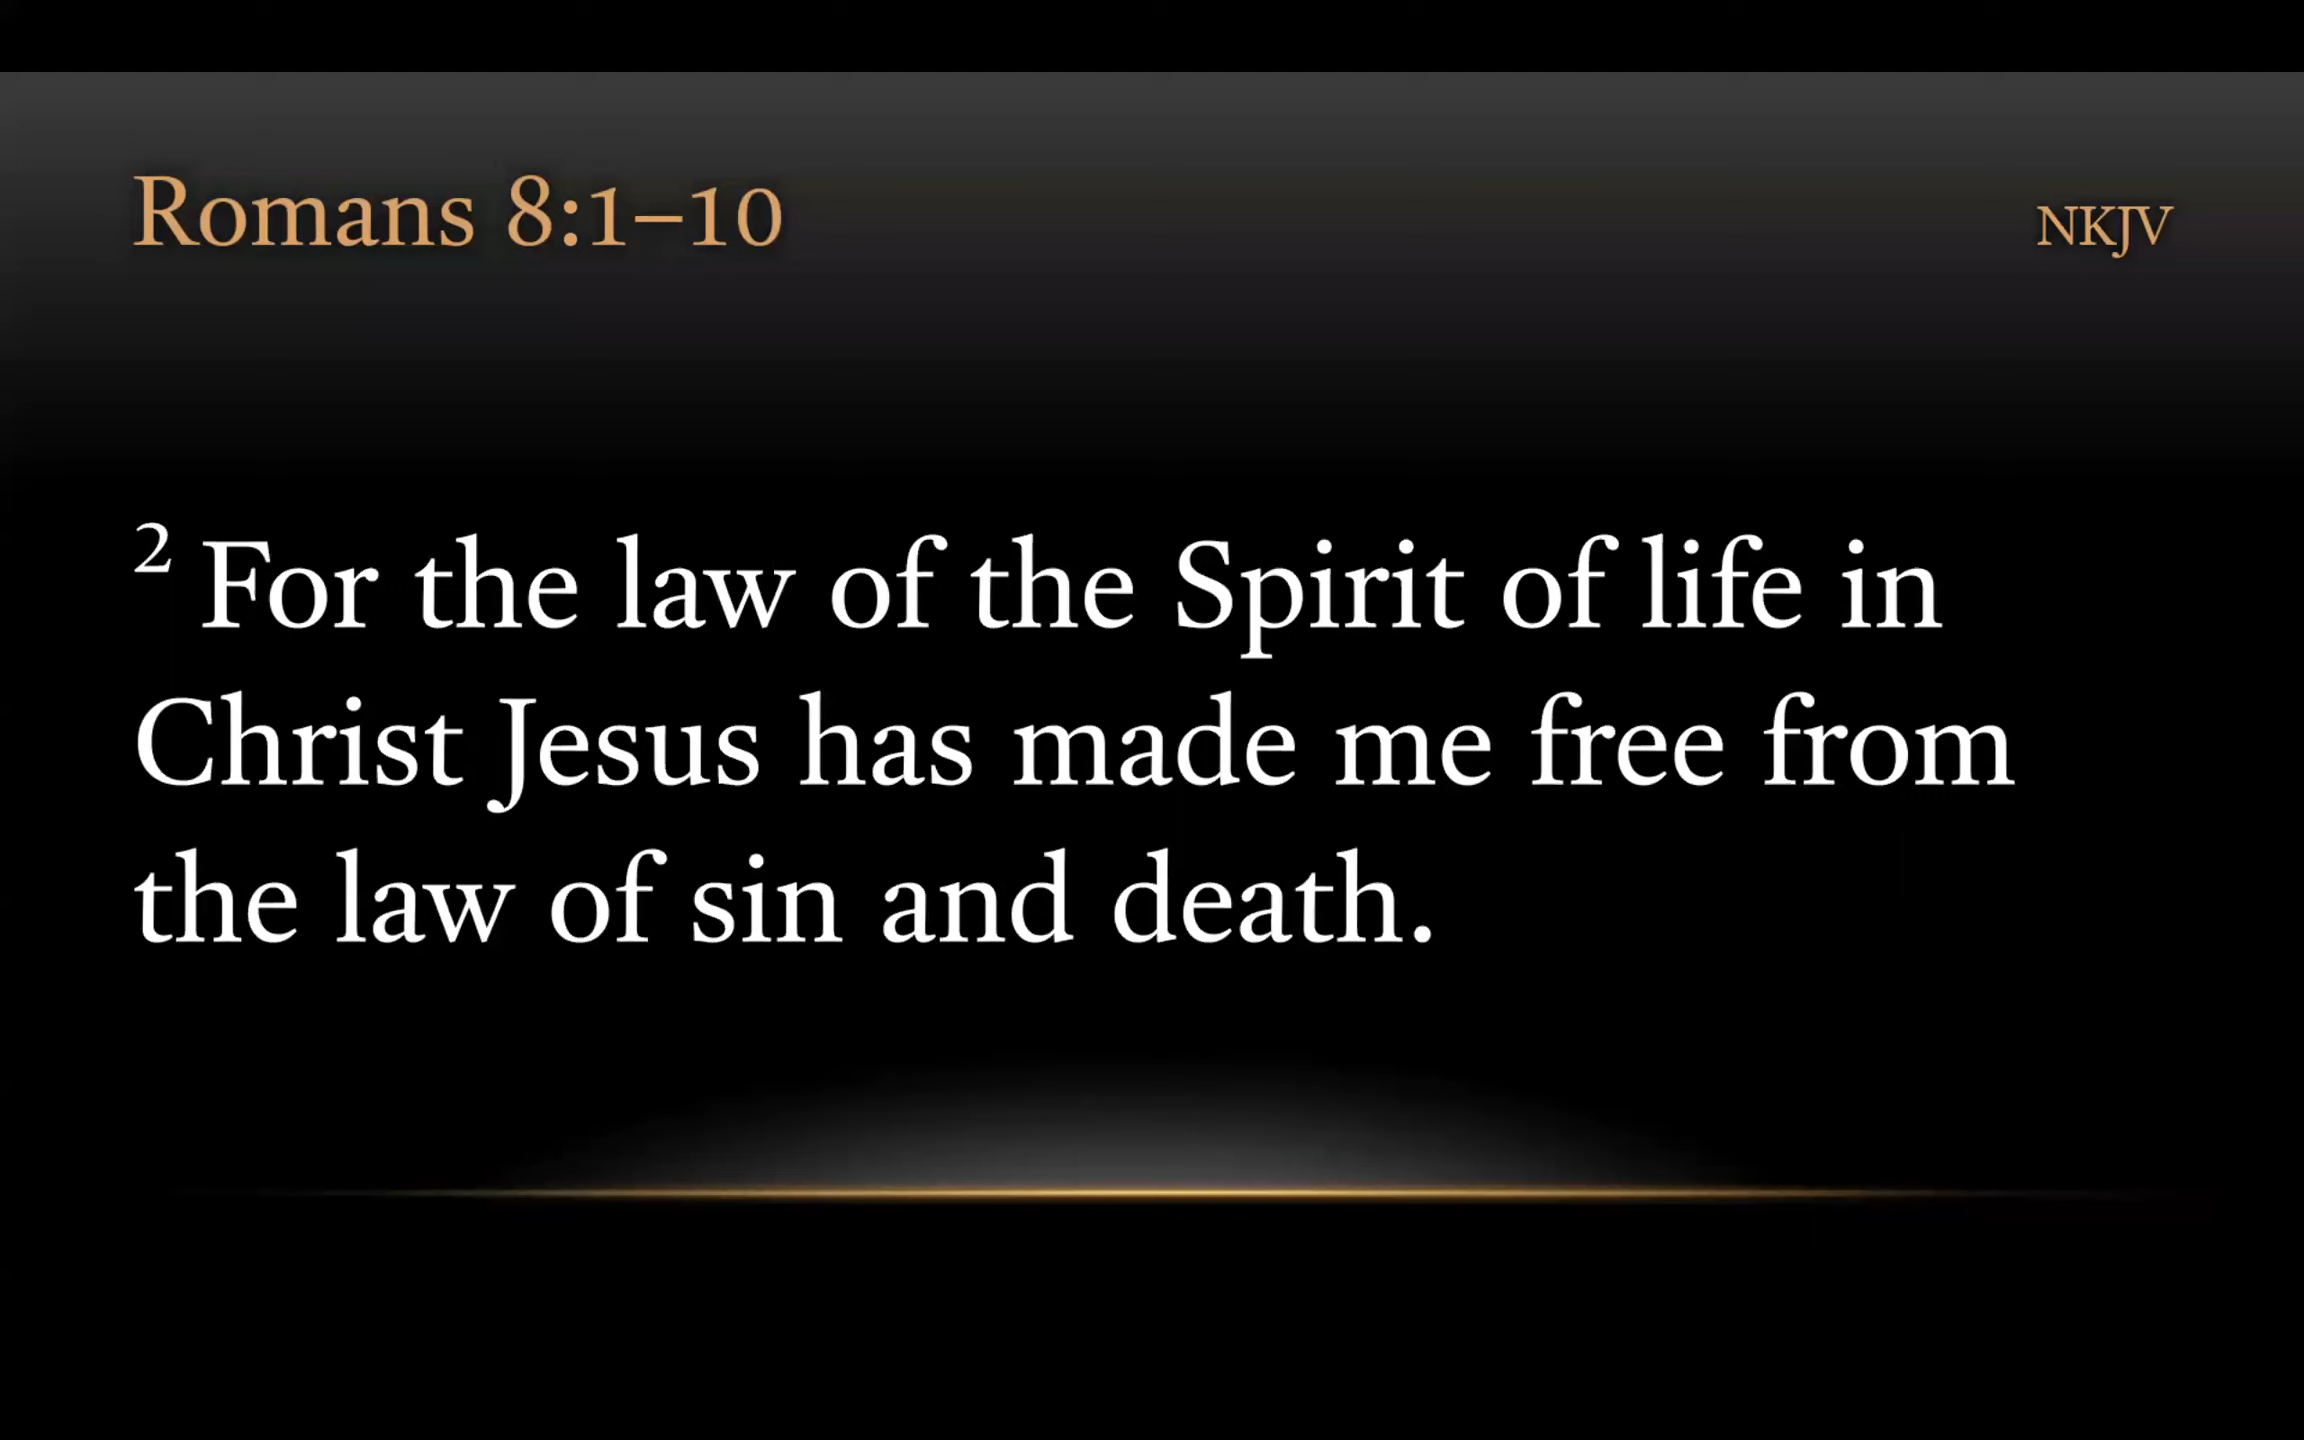 Romans 8:1–10
NKJV
² For the law of the Spirit of life in
Christ Jesus has made me free from
the law of sin and death.